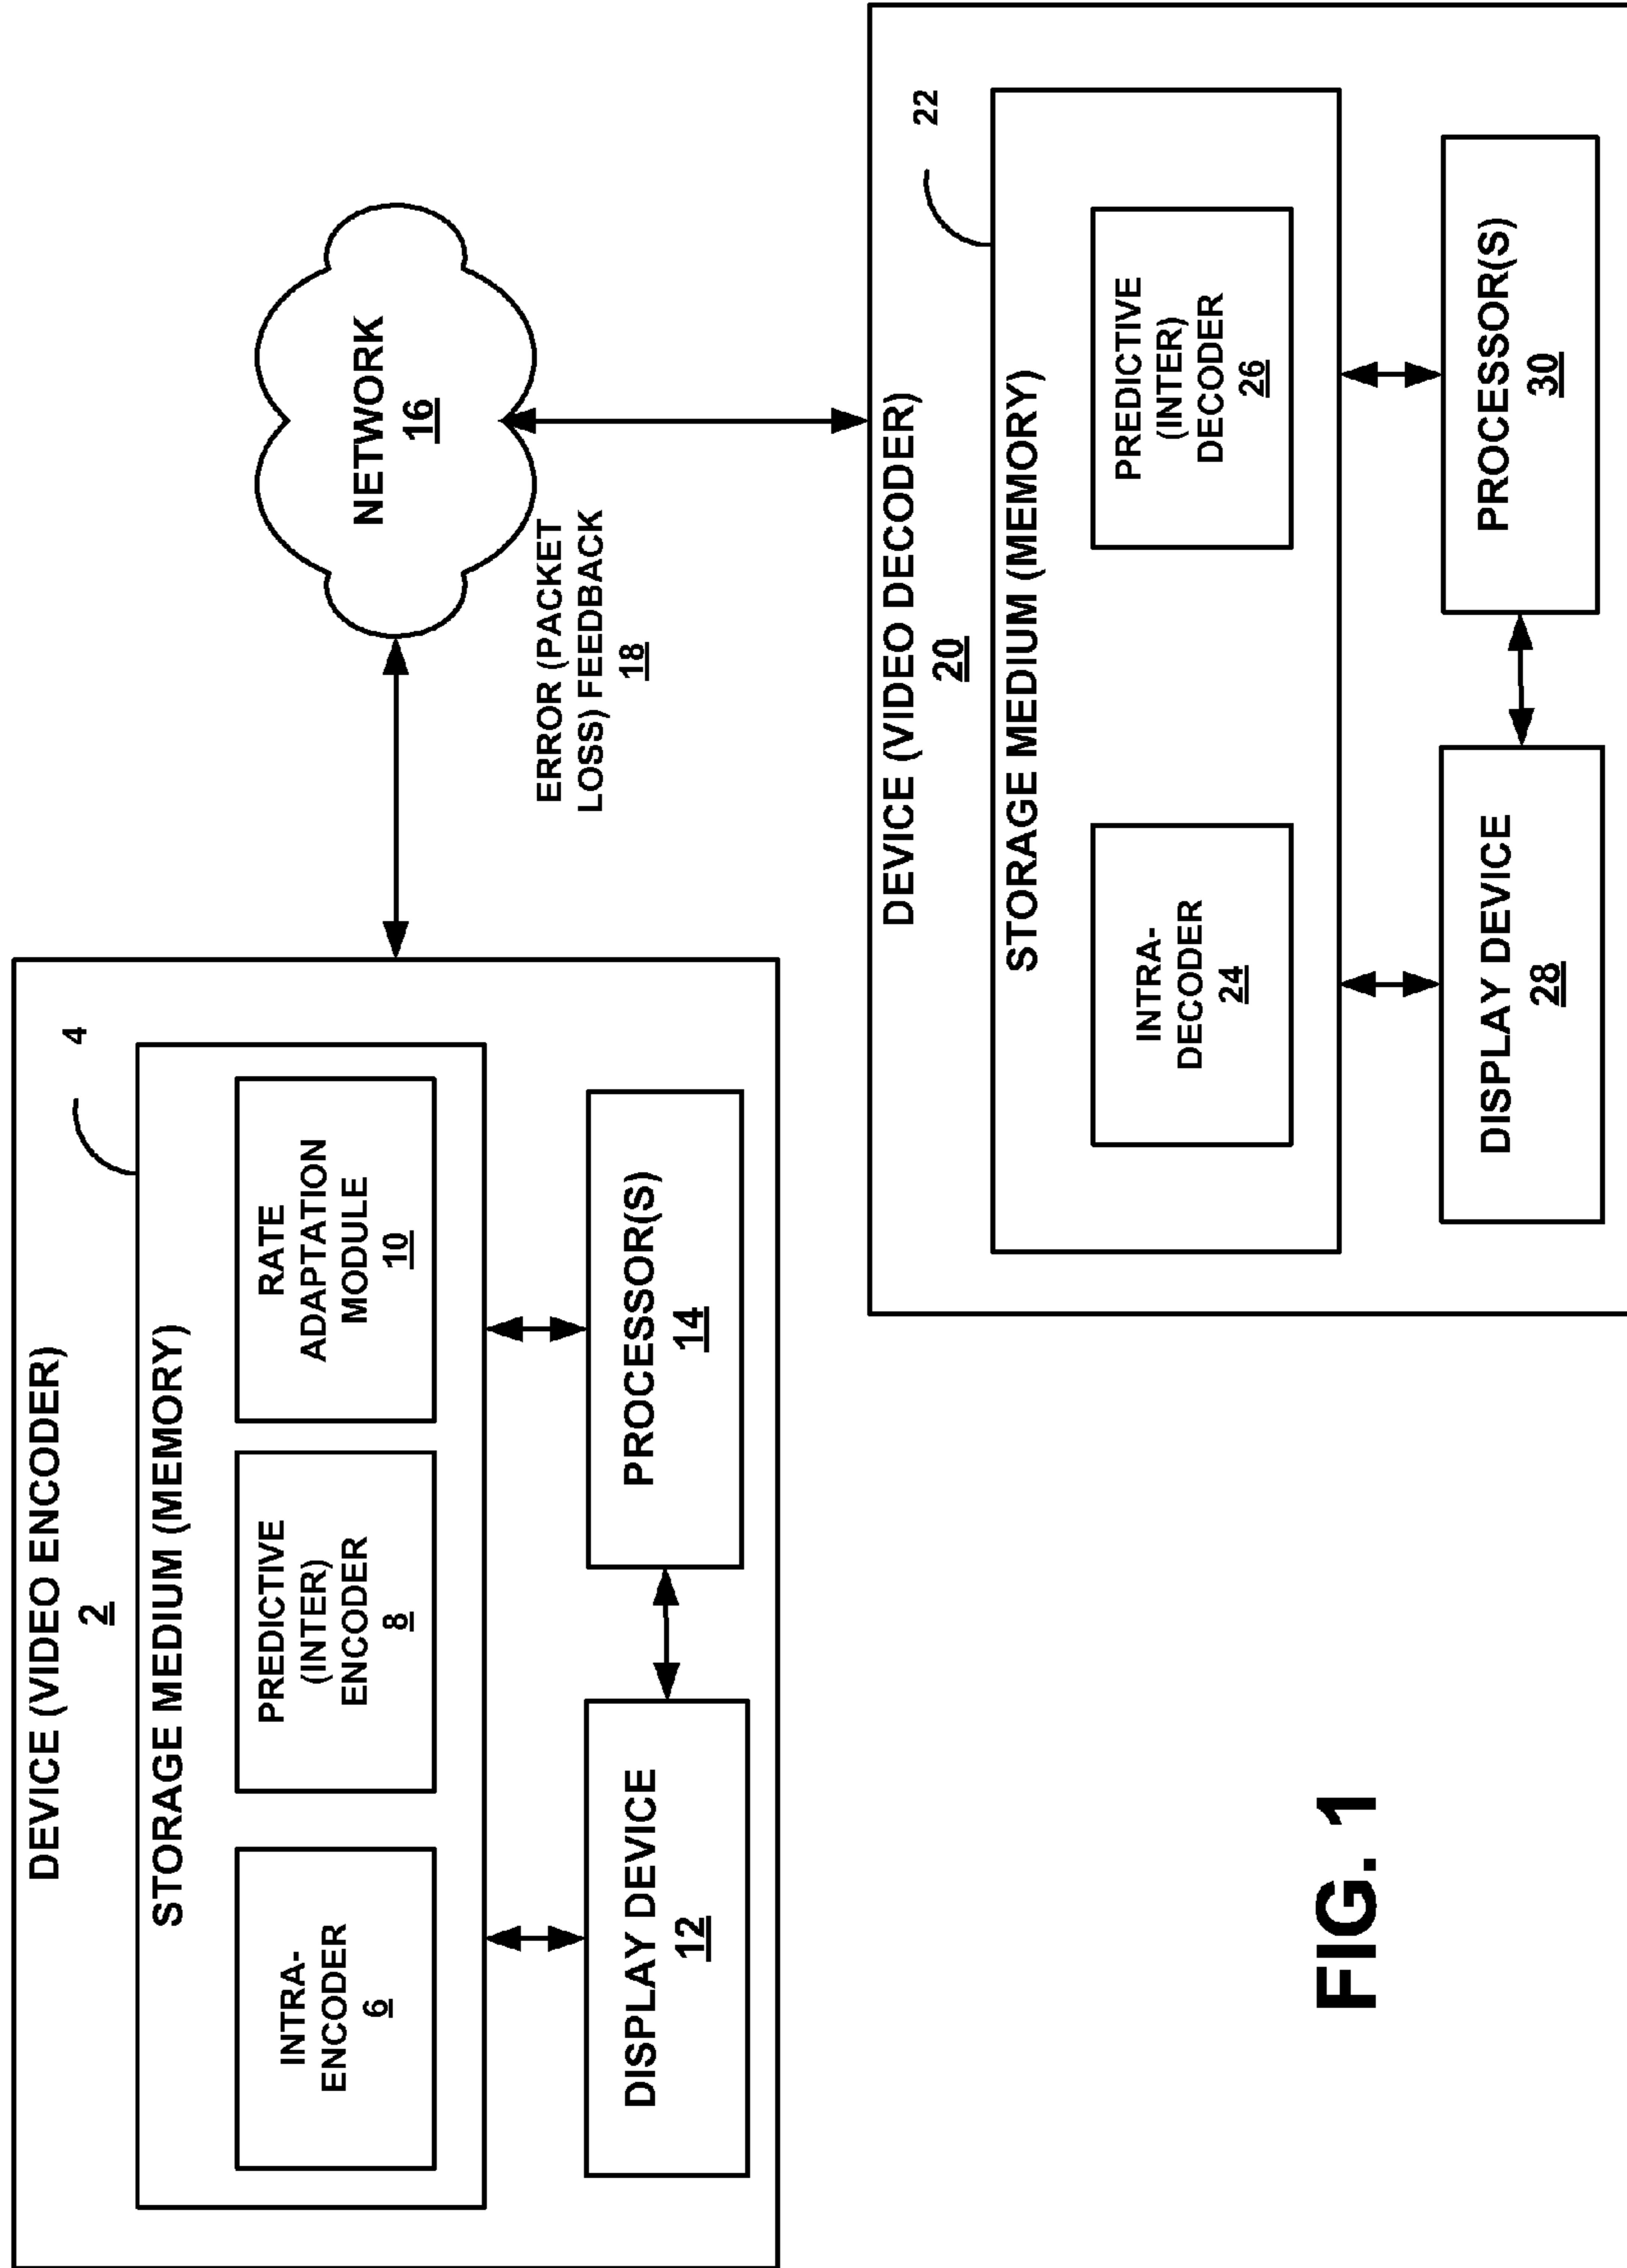 DEVICE (VIDEO ENCODER)
2
4
STORAGE MEDIUM (MEMORY)
INTRA-
ENCODER
6
PREDICTIVE
(INTER)
ENCODER
8
RATE
ADAPTATION
MODULE
10
DISPLAY DEVICE
12
PROCESSOR(S)
14
NETWORK
16
ERROR (PACKET
LOSS) FEEDBACK
18
DEVICE (VIDEO DECODER)
20
22
STORAGE MEDIUM (MEMORY)
INTRA-
DECODER
24
PREDICTIVE
(INTER)
DECODER
26
DISPLAY DEVICE
28
PROCESSOR(S)
30
FIG. 1